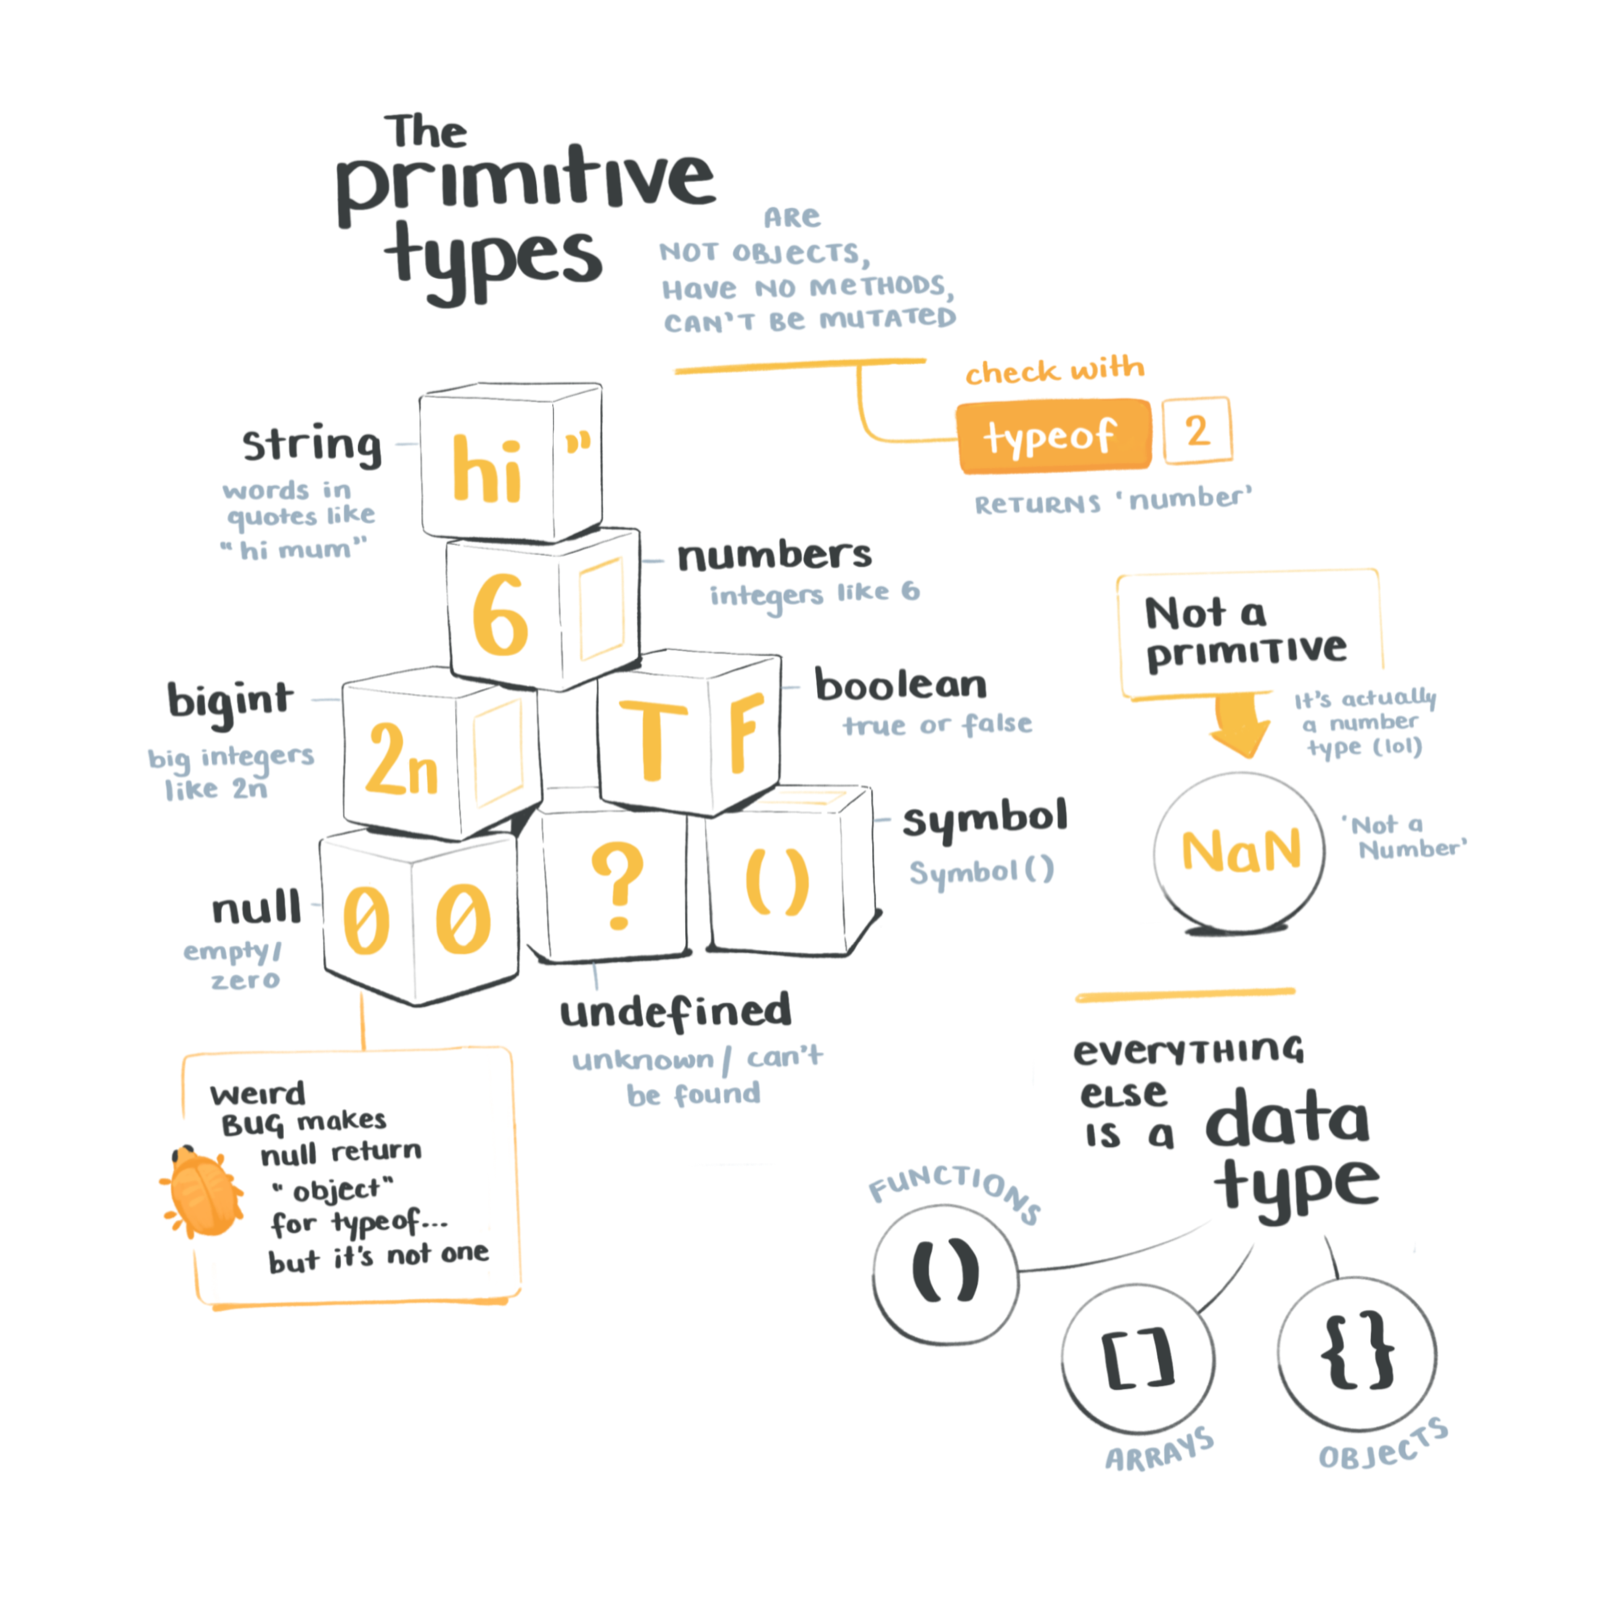 The
primitive
types
ARe
NOT OBJeCTS,
Have NO MeTHODS,
CAN'T Be MUTATeD
check with
typeof 2
ReTURNS 'number'
string
words in
quotes like
"hi mum"
hi "
6
numbers
integers like 6
bigint
big integers
like 2n
2n
T F
boolean
true or false
null
empty/
zero
0 0
?
()
symbol
Symbol()
undefined
unknown/ can't
be found
weird
BUG makes
null return
"object"
for typeof...
but it's not one
Not a
PRIMITIVE
It's actually
a number
type (lol)
NaN
'Not a
Number'
everyTHING
eLSe
IS a data
type
FUNCTIONS
()
[]
ARRAYS
{}
OBJeCTS